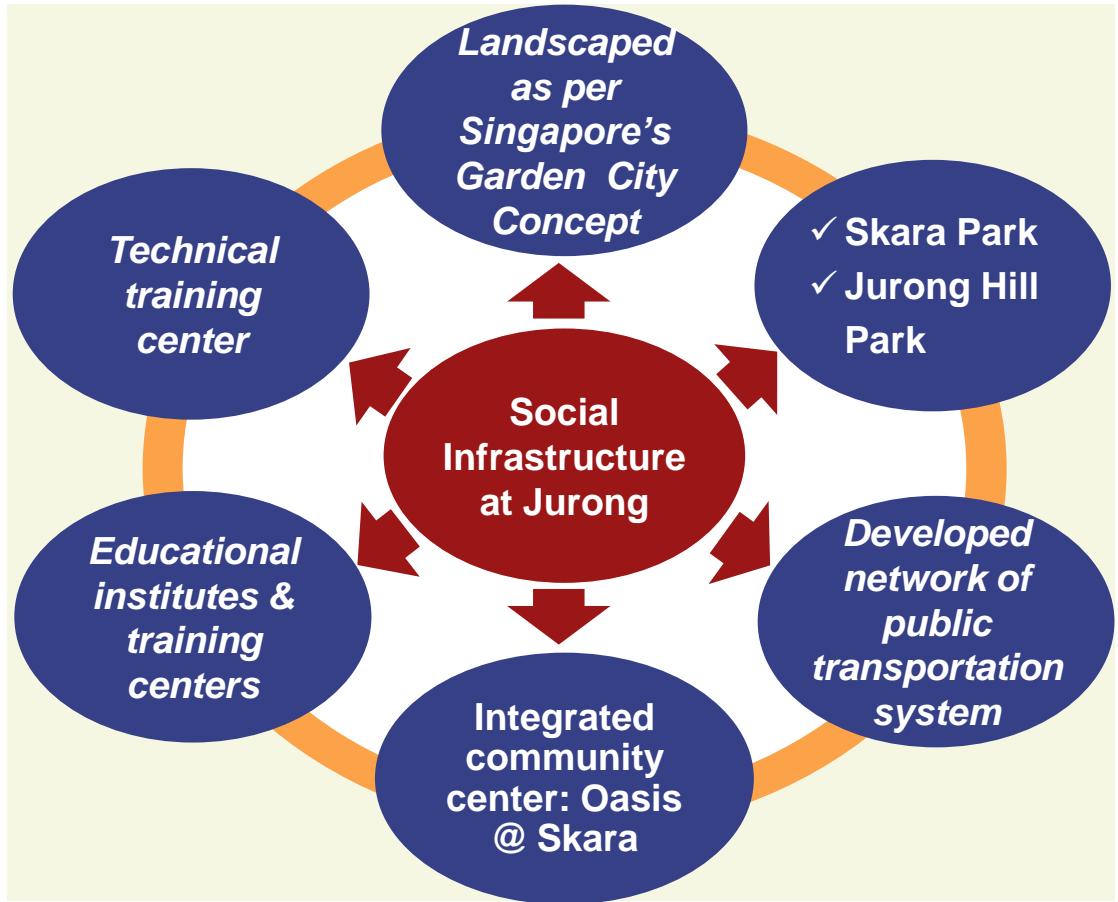 Landscaped
as per
Singapore’s
Garden City
Concept
✓ Skara Park
✓ Jurong Hill
Park
Technical
training
center
Social
Infrastructure
at Jurong
Educational
institutes &
training
centers
Developed
network of
public
transportation
system
Integrated
community
center: Oasis
@ Skara